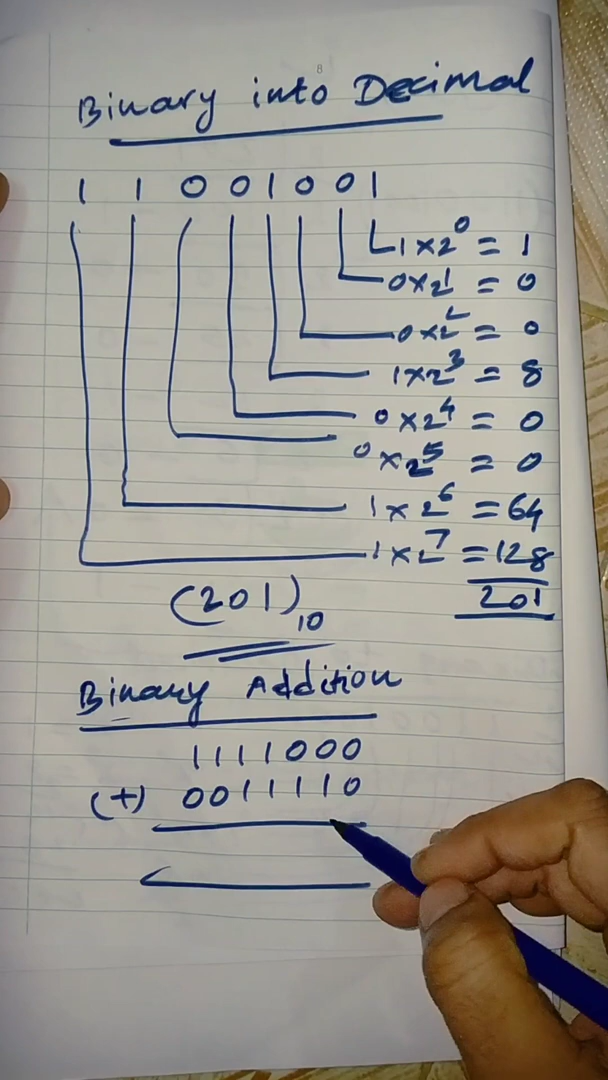 8
Binary into Decimal
1 1 0 0 1 0 0 1
1×2⁰ = 1
0×2¹ = 0
0×2² = 0
1×2³ = 8
0×2⁴ = 0
0×2⁵ = 0
1×2⁶ = 64
1×2⁷ = 128
201
(201)₁₀
Binary Addition
1111000
(+) 0011110